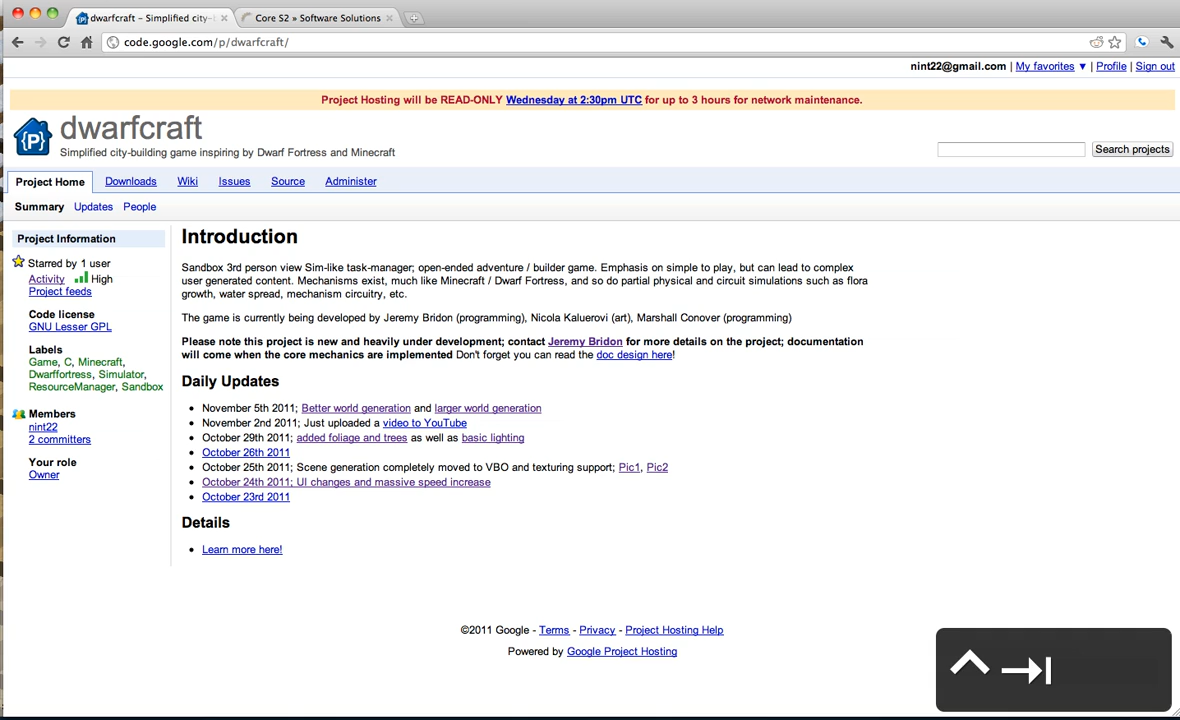 dwarfcraft - Simplified city-
Core S2 » Software Solutions
code.google.com/p/dwarfcraft/
nint22@gmail.com | My favorites ▼ | Profile | Sign out
Project Hosting will be READ-ONLY Wednesday at 2:30pm UTC for up to 3 hours for network maintenance.
{P}
dwarfcraft
Simplified city-building game inspiring by Dwarf Fortress and Minecraft
Search projects
Project Home Downloads Wiki Issues Source Administer
Summary Updates People
Project Information
Starred by 1 user
Activity High
Project feeds
Code license
GNU Lesser GPL
Labels
Game, C, Minecraft,
Dwarffortress, Simulator,
ResourceManager, Sandbox
Members
nint22
2 committers
Your role
Owner
Introduction
Sandbox 3rd person view Sim-like task-manager; open-ended adventure / builder game. Emphasis on simple to play, but can lead to complex
user generated content. Mechanisms exist, much like Minecraft / Dwarf Fortress, and so do partial physical and circuit simulations such as flora
growth, water spread, mechanism circuitry, etc.
The game is currently being developed by Jeremy Bridon (programming), Nicola Kaluerovi (art), Marshall Conover (programming)
Please note this project is new and heavily under development; contact Jeremy Bridon for more details on the project; documentation
will come when the core mechanics are implemented Don't forget you can read the doc design here!
Daily Updates
• November 5th 2011; Better world generation and larger world generation
• November 2nd 2011; Just uploaded a video to YouTube
• October 29th 2011; added foliage and trees as well as basic lighting
• October 26th 2011
• October 25th 2011; Scene generation completely moved to VBO and texturing support; Pic1, Pic2
• October 24th 2011; UI changes and massive speed increase
• October 23rd 2011
Details
• Learn more here!
©2011 Google - Terms - Privacy - Project Hosting Help
Powered by Google Project Hosting